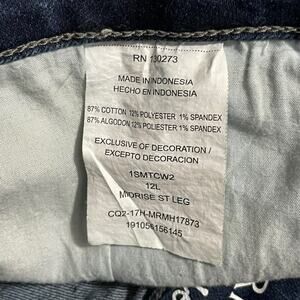 RN 130273
MADE IN INDONESIA
HECHO EN INDONESIA
87% COTTON 12% POLYESTER 1% SPANDEX
87% ALGODON 12% POLIESTER 1% SPANDEX
EXCLUSIVE OF DECORATION /
EXCEPTO DECORACION
1SMTCW2
12L
MIDRISE ST LEG
CQ2-17H-MRMH17873
191056156145